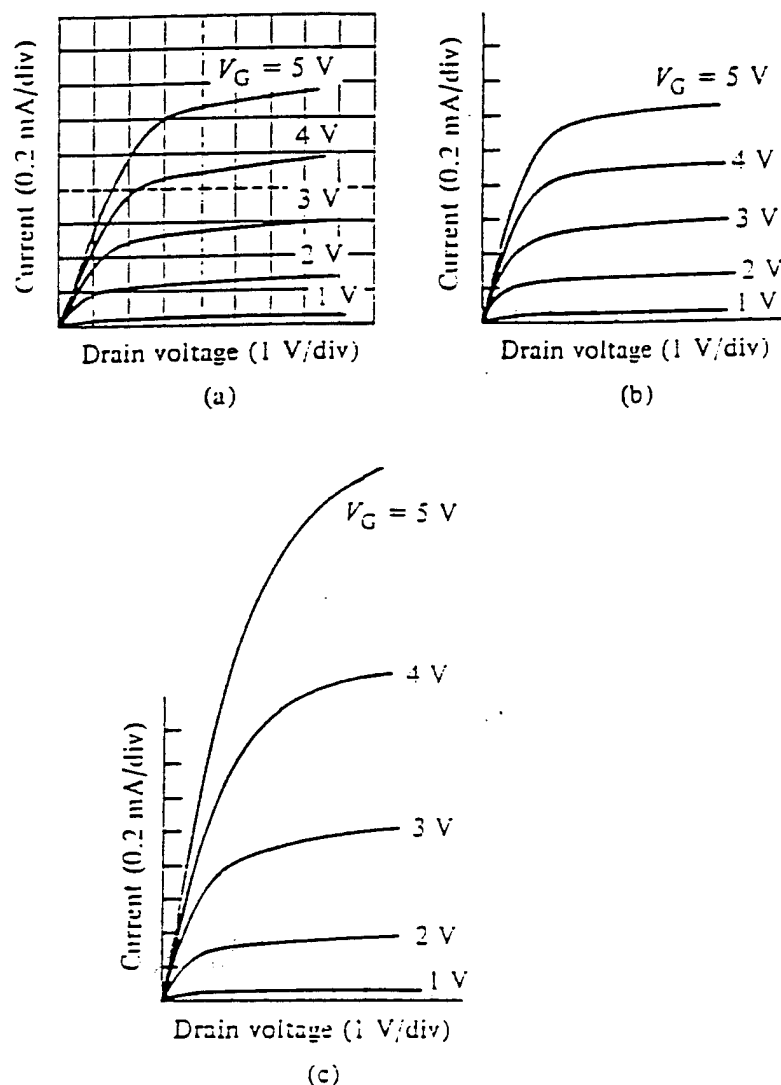 Current (0.2 mA/div)
V_G = 5 V
4 V
3 V
2 V
1 V
Drain voltage (1 V/div)
(a)
Current (0.2 mA/div)
V_G = 5 V
4 V
3 V
2 V
1 V
Drain voltage (1 V/div)
(b)
Current (0.2 mA/div)
V_G = 5 V
4 V
3 V
2 V
1 V
Drain voltage (1 V/div)
(c)